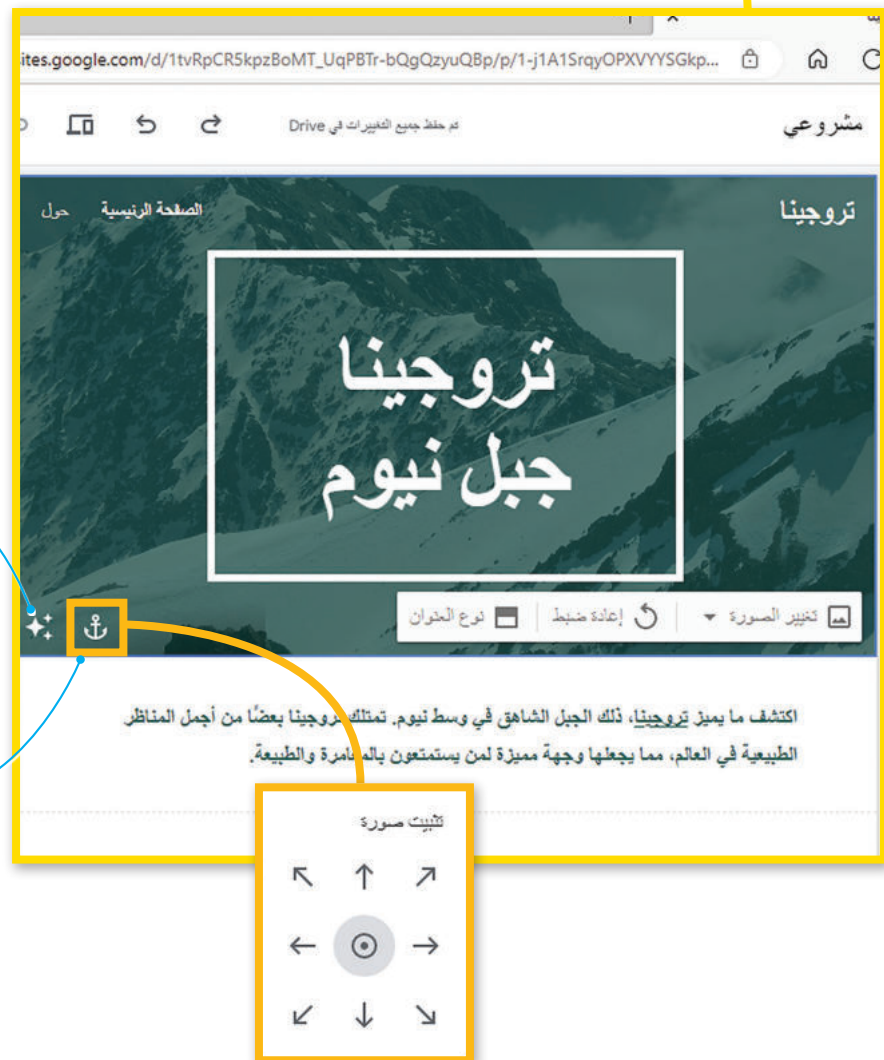 sites.google.com/d/1tvRpCR5kpzBoMT_UqPBTr-bQgQzyuQBp/p/1-j1A1SrqyOPXVYYSGkp...
مشروعي
تم حفظ جميع التغييرات في Drive
تروجينا
الصفحة الرئيسية
حول
تروجينا
جبل نيوم
تغيير الصورة
إعادة ضبط
نوع العنوان
اكتشف ما يميز تروجينا، ذلك الجبل الشاهق في وسط نيوم. تمتلك تروجينا بعضًا من أجمل المناظر
الطبيعية في العالم، مما يجعلها وجهة مميزة لمن يستمتعون بالمغامرة والطبيعة.
تثبيت صورة